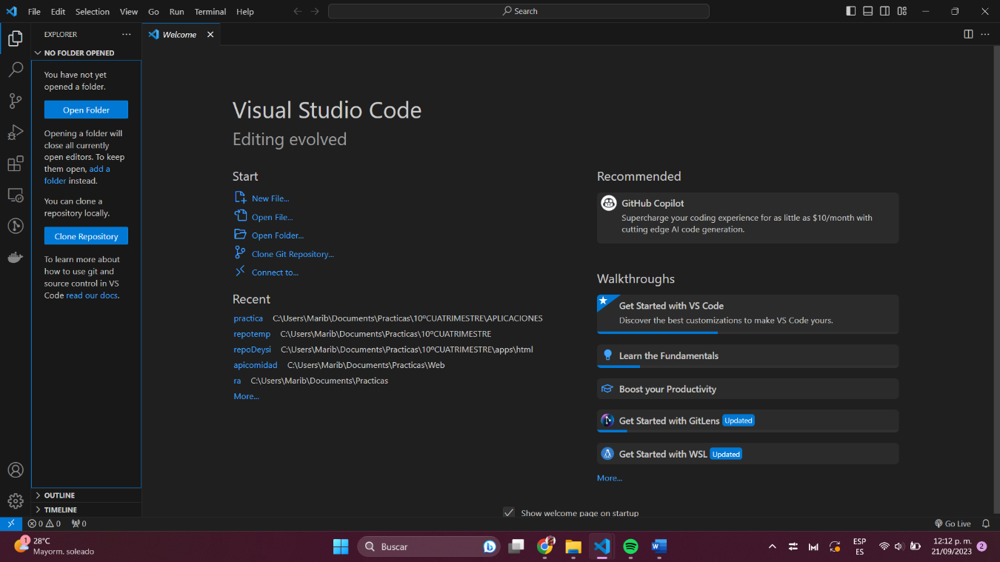 File Edit Selection View Go Run Terminal Help
Search
EXPLORER
Welcome
NO FOLDER OPENED
You have not yet
opened a folder.
Open Folder
Opening a folder will
close all currently
open editors. To keep
them open, add a
folder instead.
You can clone a
repository locally.
Clone Repository
To learn more about
how to use git and
source control in VS
Code read our docs.
OUTLINE
TIMELINE
Visual Studio Code
Editing evolved
Start
New File...
Open File...
Open Folder...
Clone Git Repository...
Connect to...
Recent
practica C:\Users\Marib\Documents\Practicas\10ºCUATRIMESTRE\APLICACIONES
repotemp C:\Users\Marib\Documents\Practicas\10ºCUATRIMESTRE
repoDeysi C:\Users\Marib\Documents\Practicas\10ºCUATRIMESTRE\apps\html
apicomidad C:\Users\Marib\Documents\Practicas\Web
ra C:\Users\Marib\Documents\Practicas
More...
Recommended
GitHub Copilot
Supercharge your coding experience for as little as $10/month with
cutting edge AI code generation.
Walkthroughs
Get Started with VS Code
Discover the best customizations to make VS Code yours.
Learn the Fundamentals
Boost your Productivity
Get Started with GitLens Updated
Get Started with WSL Updated
More...
Show welcome page on startup
0 0 0
Go Live
1
28°C
Mayorm. soleado
Buscar
ESP
ES
12:12 p. m.
21/09/2023
2